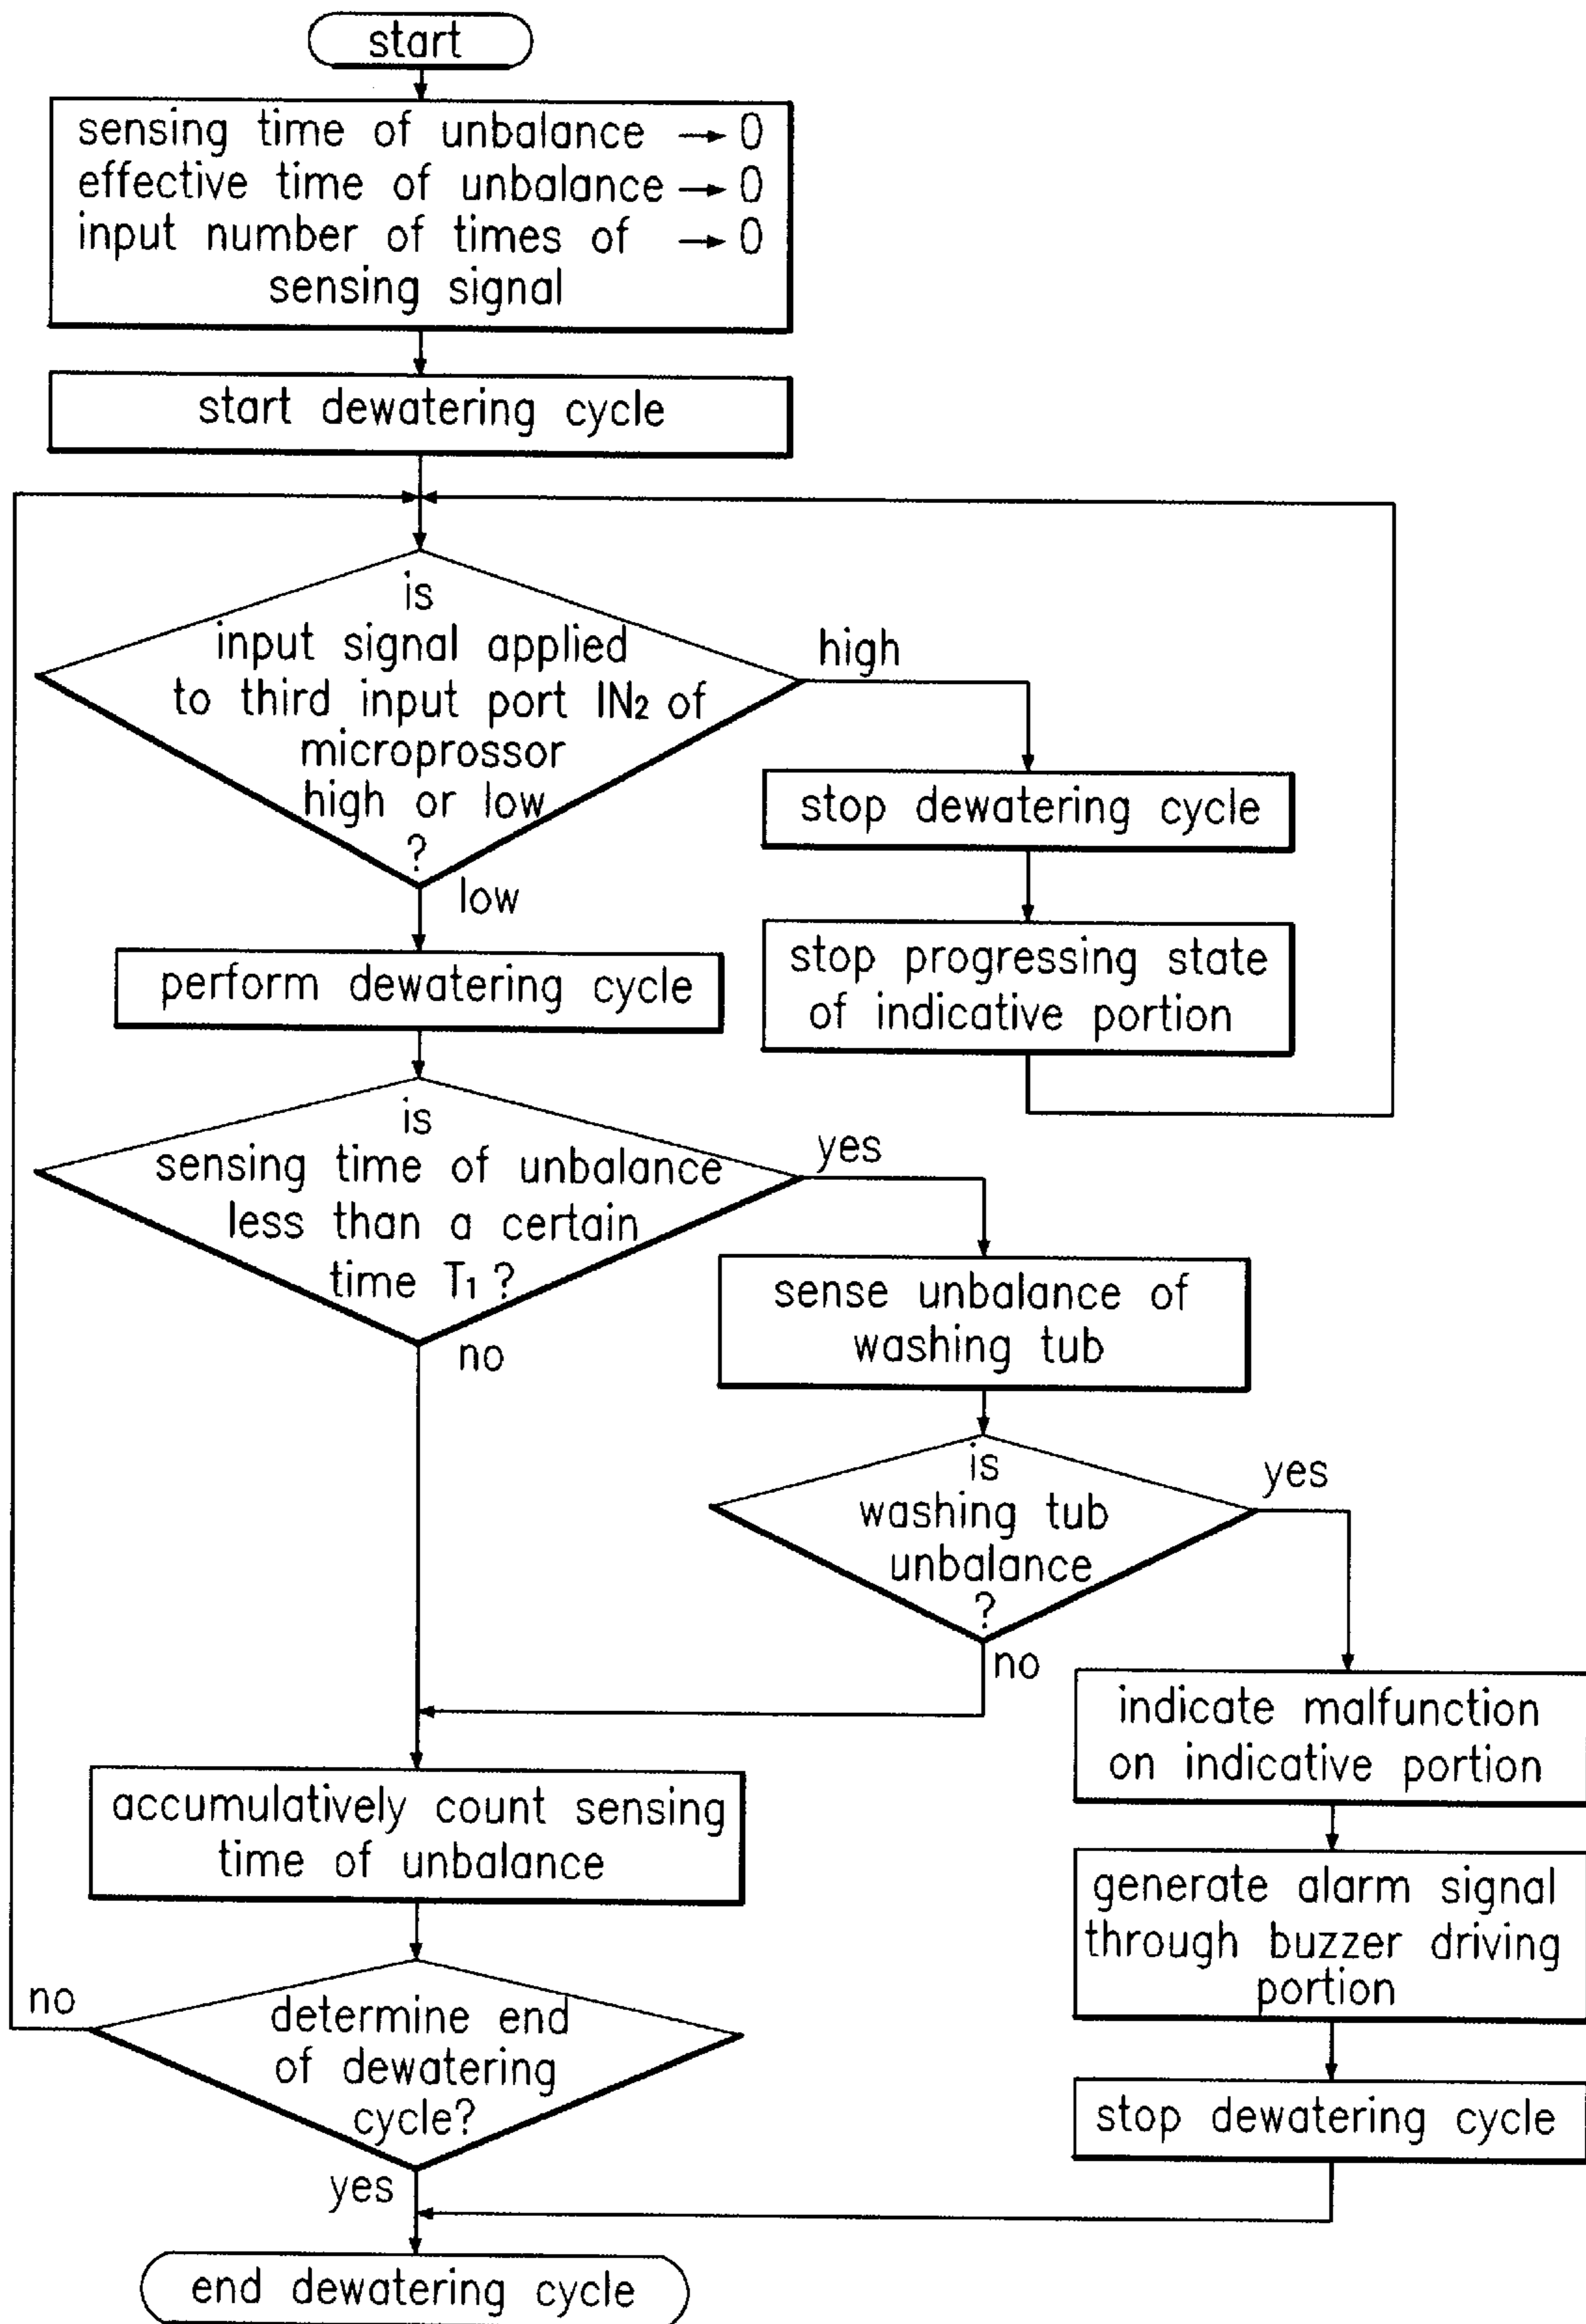 start
sensing time of unbalance → 0
effective time of unbalance → 0
input number of times of → 0
sensing signal
start dewatering cycle
is
input signal applied
to third input port IN₂ of
microprossor
high or low
?
high
low
stop dewatering cycle
stop progressing state
of indicative portion
perform dewatering cycle
is
sensing time of unbalance
less than a certain
time T₁ ?
yes
no
sense unbalance of
washing tub
is
washing tub
unbalance
?
yes
no
indicate malfunction
on indicative portion
generate alarm signal
through buzzer driving
portion
stop dewatering cycle
accumulatively count sensing
time of unbalance
determine end
of dewatering
cycle?
no
yes
end dewatering cycle